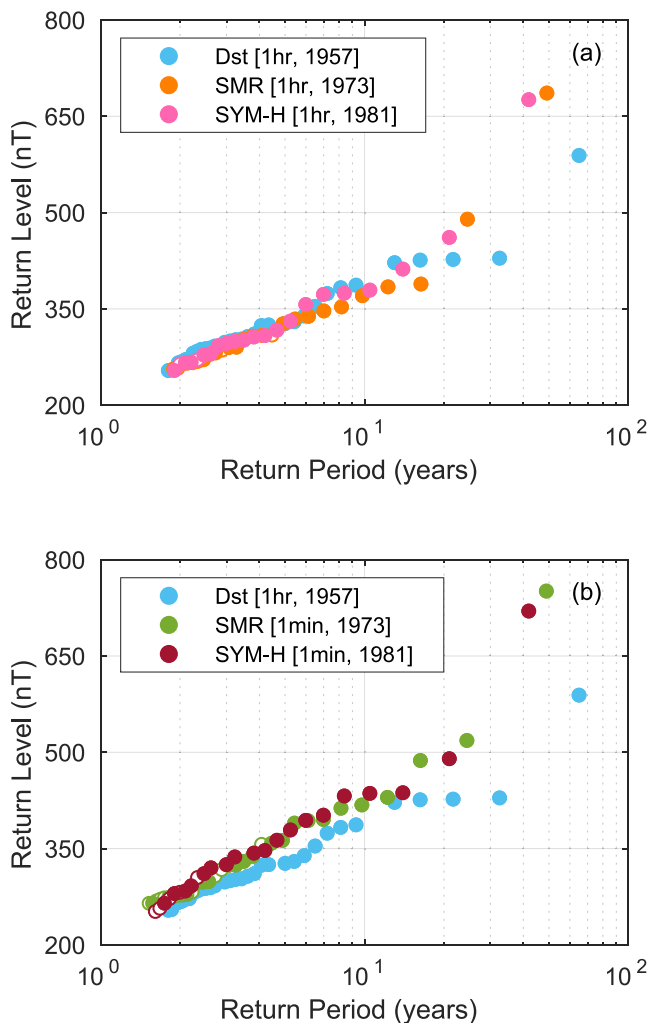 800
(a)
Dst [1hr, 1957]
SMR [1hr, 1973]
SYM-H [1hr, 1981]
650
500
350
200
Return Level (nT)
10^0
10^1
10^2
Return Period (years)
800
(b)
Dst [1hr, 1957]
SMR [1min, 1973]
SYM-H [1min, 1981]
650
500
350
200
Return Level (nT)
10^0
10^1
10^2
Return Period (years)